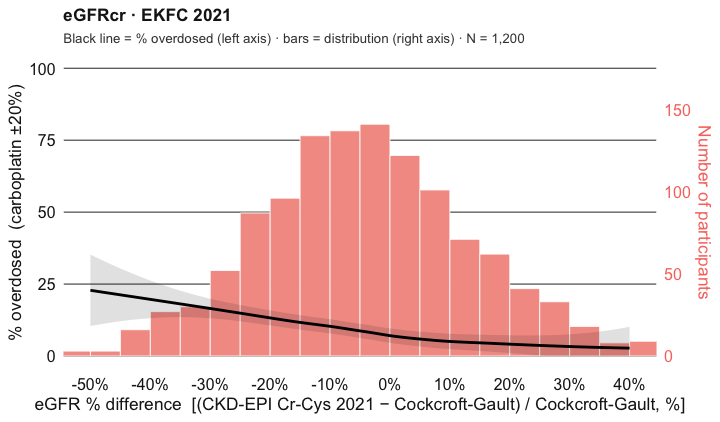 eGFRcr · EKFC 2021
Black line = % overdosed (left axis) · bars = distribution (right axis) · N = 1,200
% overdosed  (carboplatin ±20%)
100
75
50
25
0
150
100
50
0
Number of participants
-50% -40% -30% -20% -10% 0% 10% 20% 30% 40%
eGFR % difference  [(CKD-EPI Cr-Cys 2021 − Cockcroft-Gault) / Cockcroft-Gault, %]